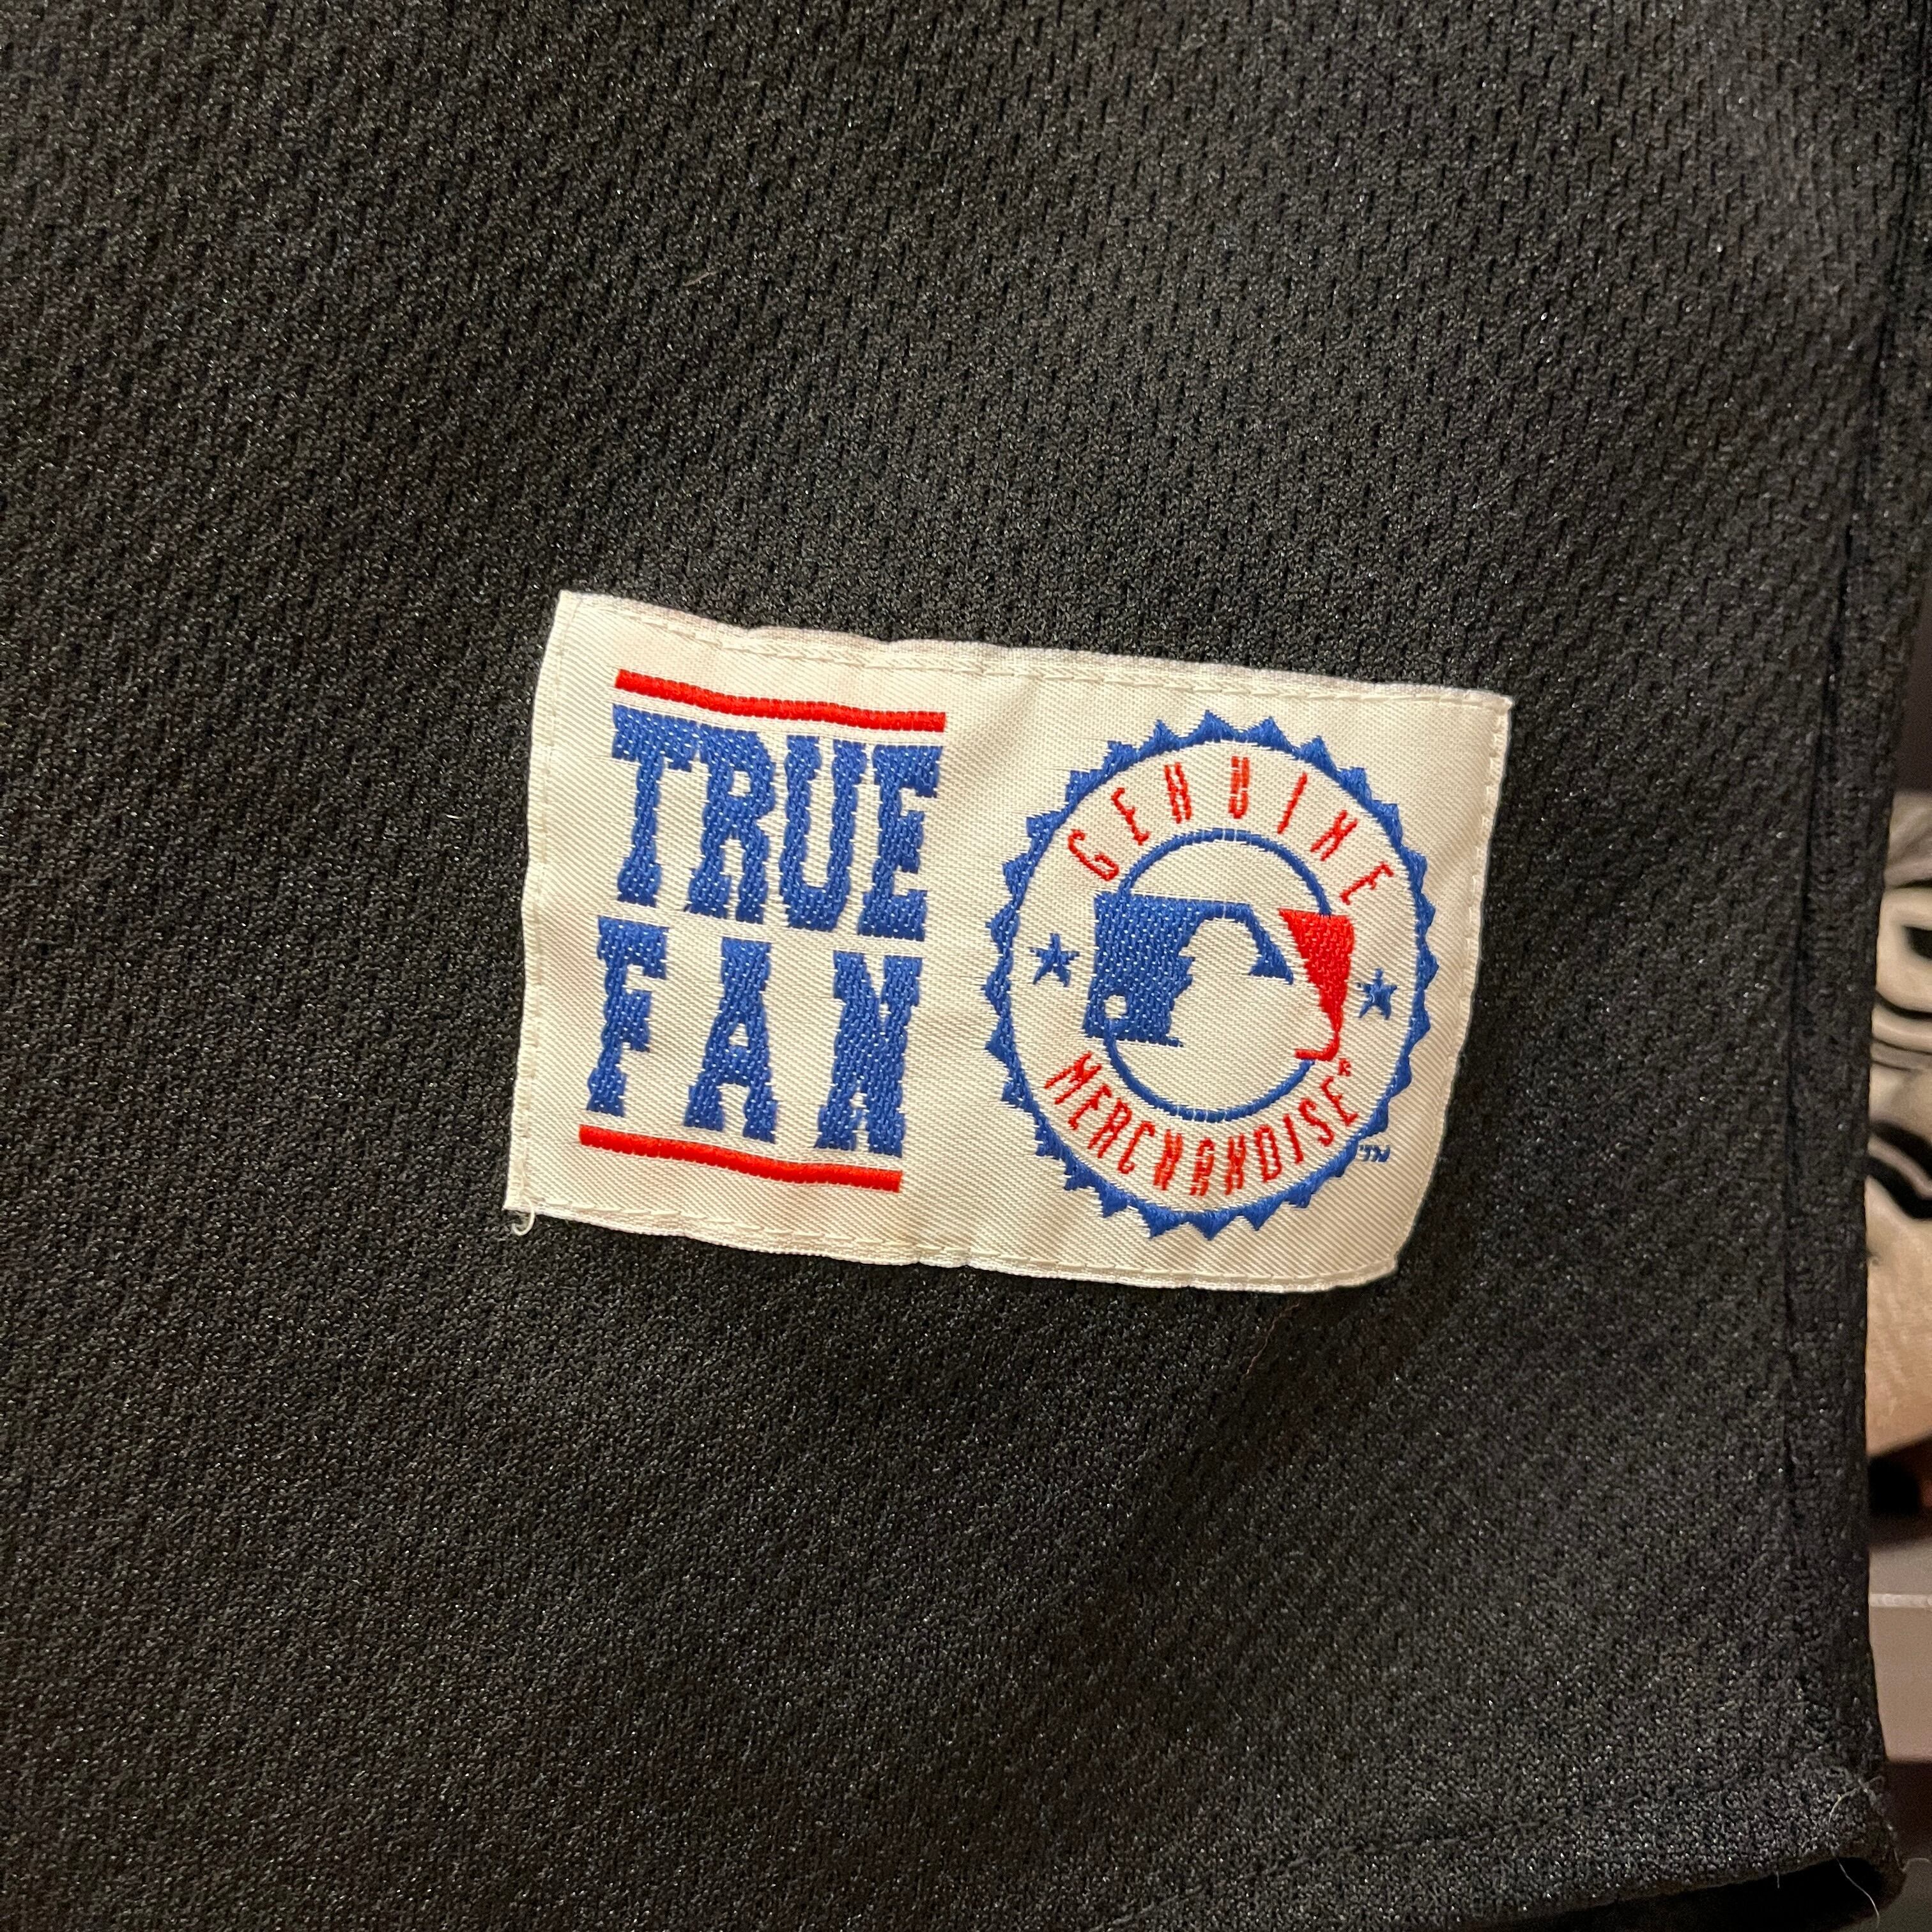 TRUE
FAN
GENUINE
MERCHANDISE®
TM